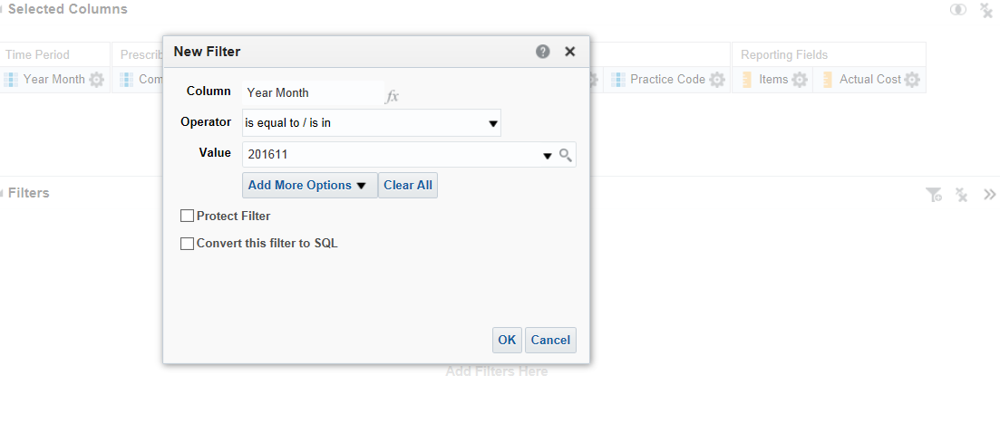 Selected Columns
Time Period
Prescrib
Reporting Fields
Year Month
Com
Practice Code
Items
Actual Cost
New Filter
Column
Year Month
fx
Operator
is equal to / is in
Value
201611
Add More Options
Clear All
Protect Filter
Convert this filter to SQL
OK
Cancel
Filters
Add Filters Here